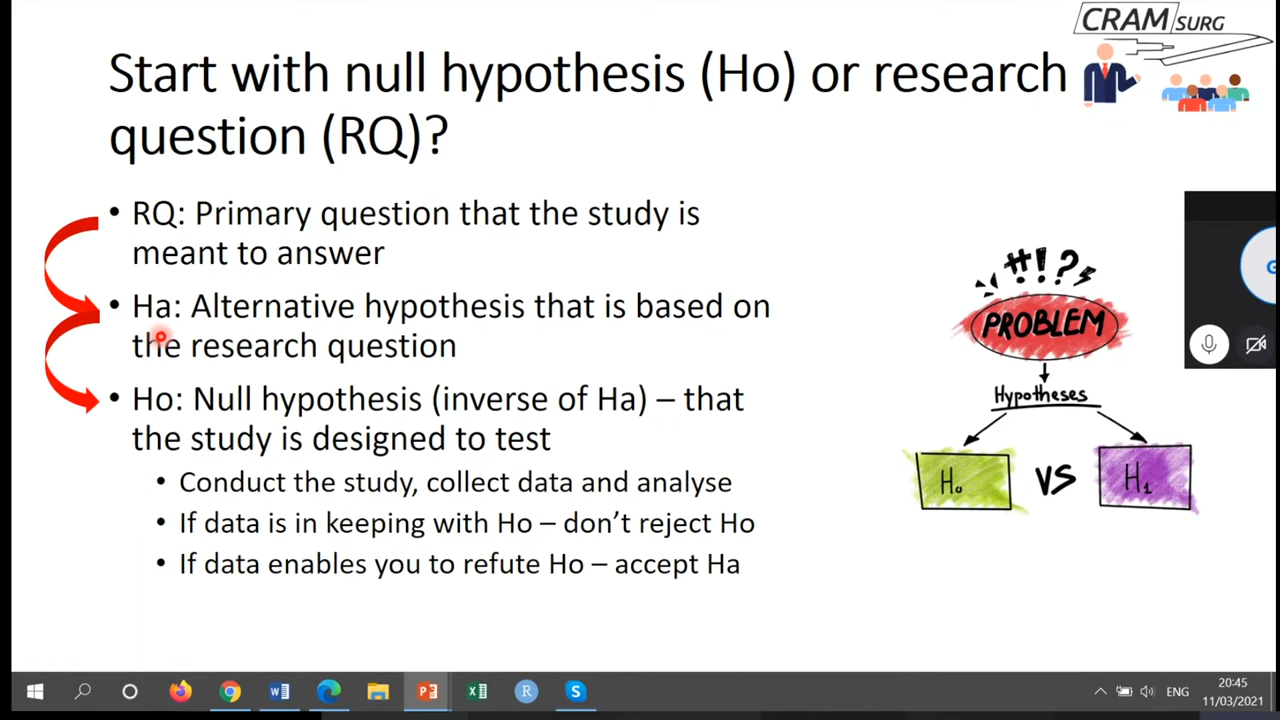 CRAM SURG
Start with null hypothesis (Ho) or research
question (RQ)?
• RQ: Primary question that the study is
meant to answer
• Ha: Alternative hypothesis that is based on
the research question
• Ho: Null hypothesis (inverse of Ha) – that
the study is designed to test
• Conduct the study, collect data and analyse
• If data is in keeping with Ho – don't reject Ho
• If data enables you to refute Ho – accept Ha
#!?
PROBLEM
Hypotheses
H₀ VS H₁
G
ENG
20:45
11/03/2021